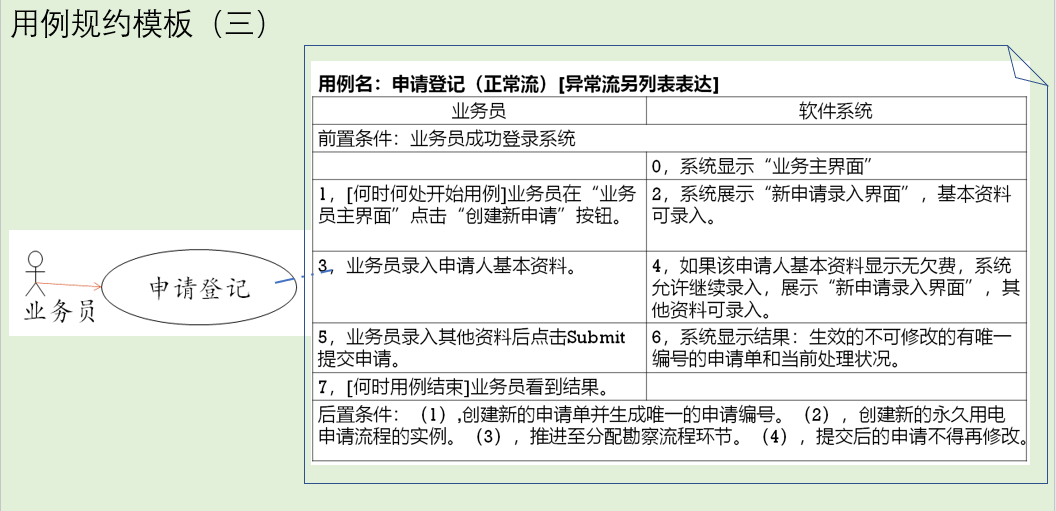 用例规约模板（三）
用例名：申请登记（正常流）[异常流另列表表达]
业务员
软件系统
前置条件：业务员成功登录系统
0，系统显示“业务主界面”
1，[何时何处开始用例]业务员在“业务
员主界面”点击“创建新申请”按钮。
2，系统展示“新申请录入界面”，基本资料
可录入。
3，业务员录入申请人基本资料。
4，如果该申请人基本资料显示无欠费，系统
允许继续录入，展示“新申请录入界面”，其
他资料可录入。
5，业务员录入其他资料后点击Submit
提交申请。
6，系统显示结果：生效的不可修改的有唯一
编号的申请单和当前处理状况。
7，[何时用例结束]业务员看到结果。
后置条件：（1）,创建新的申请单并生成唯一的申请编号。（2），创建新的永久用电
申请流程的实例。（3），推进至分配勘察流程环节。（4），提交后的申请不得再修改。
申请登记
业务员